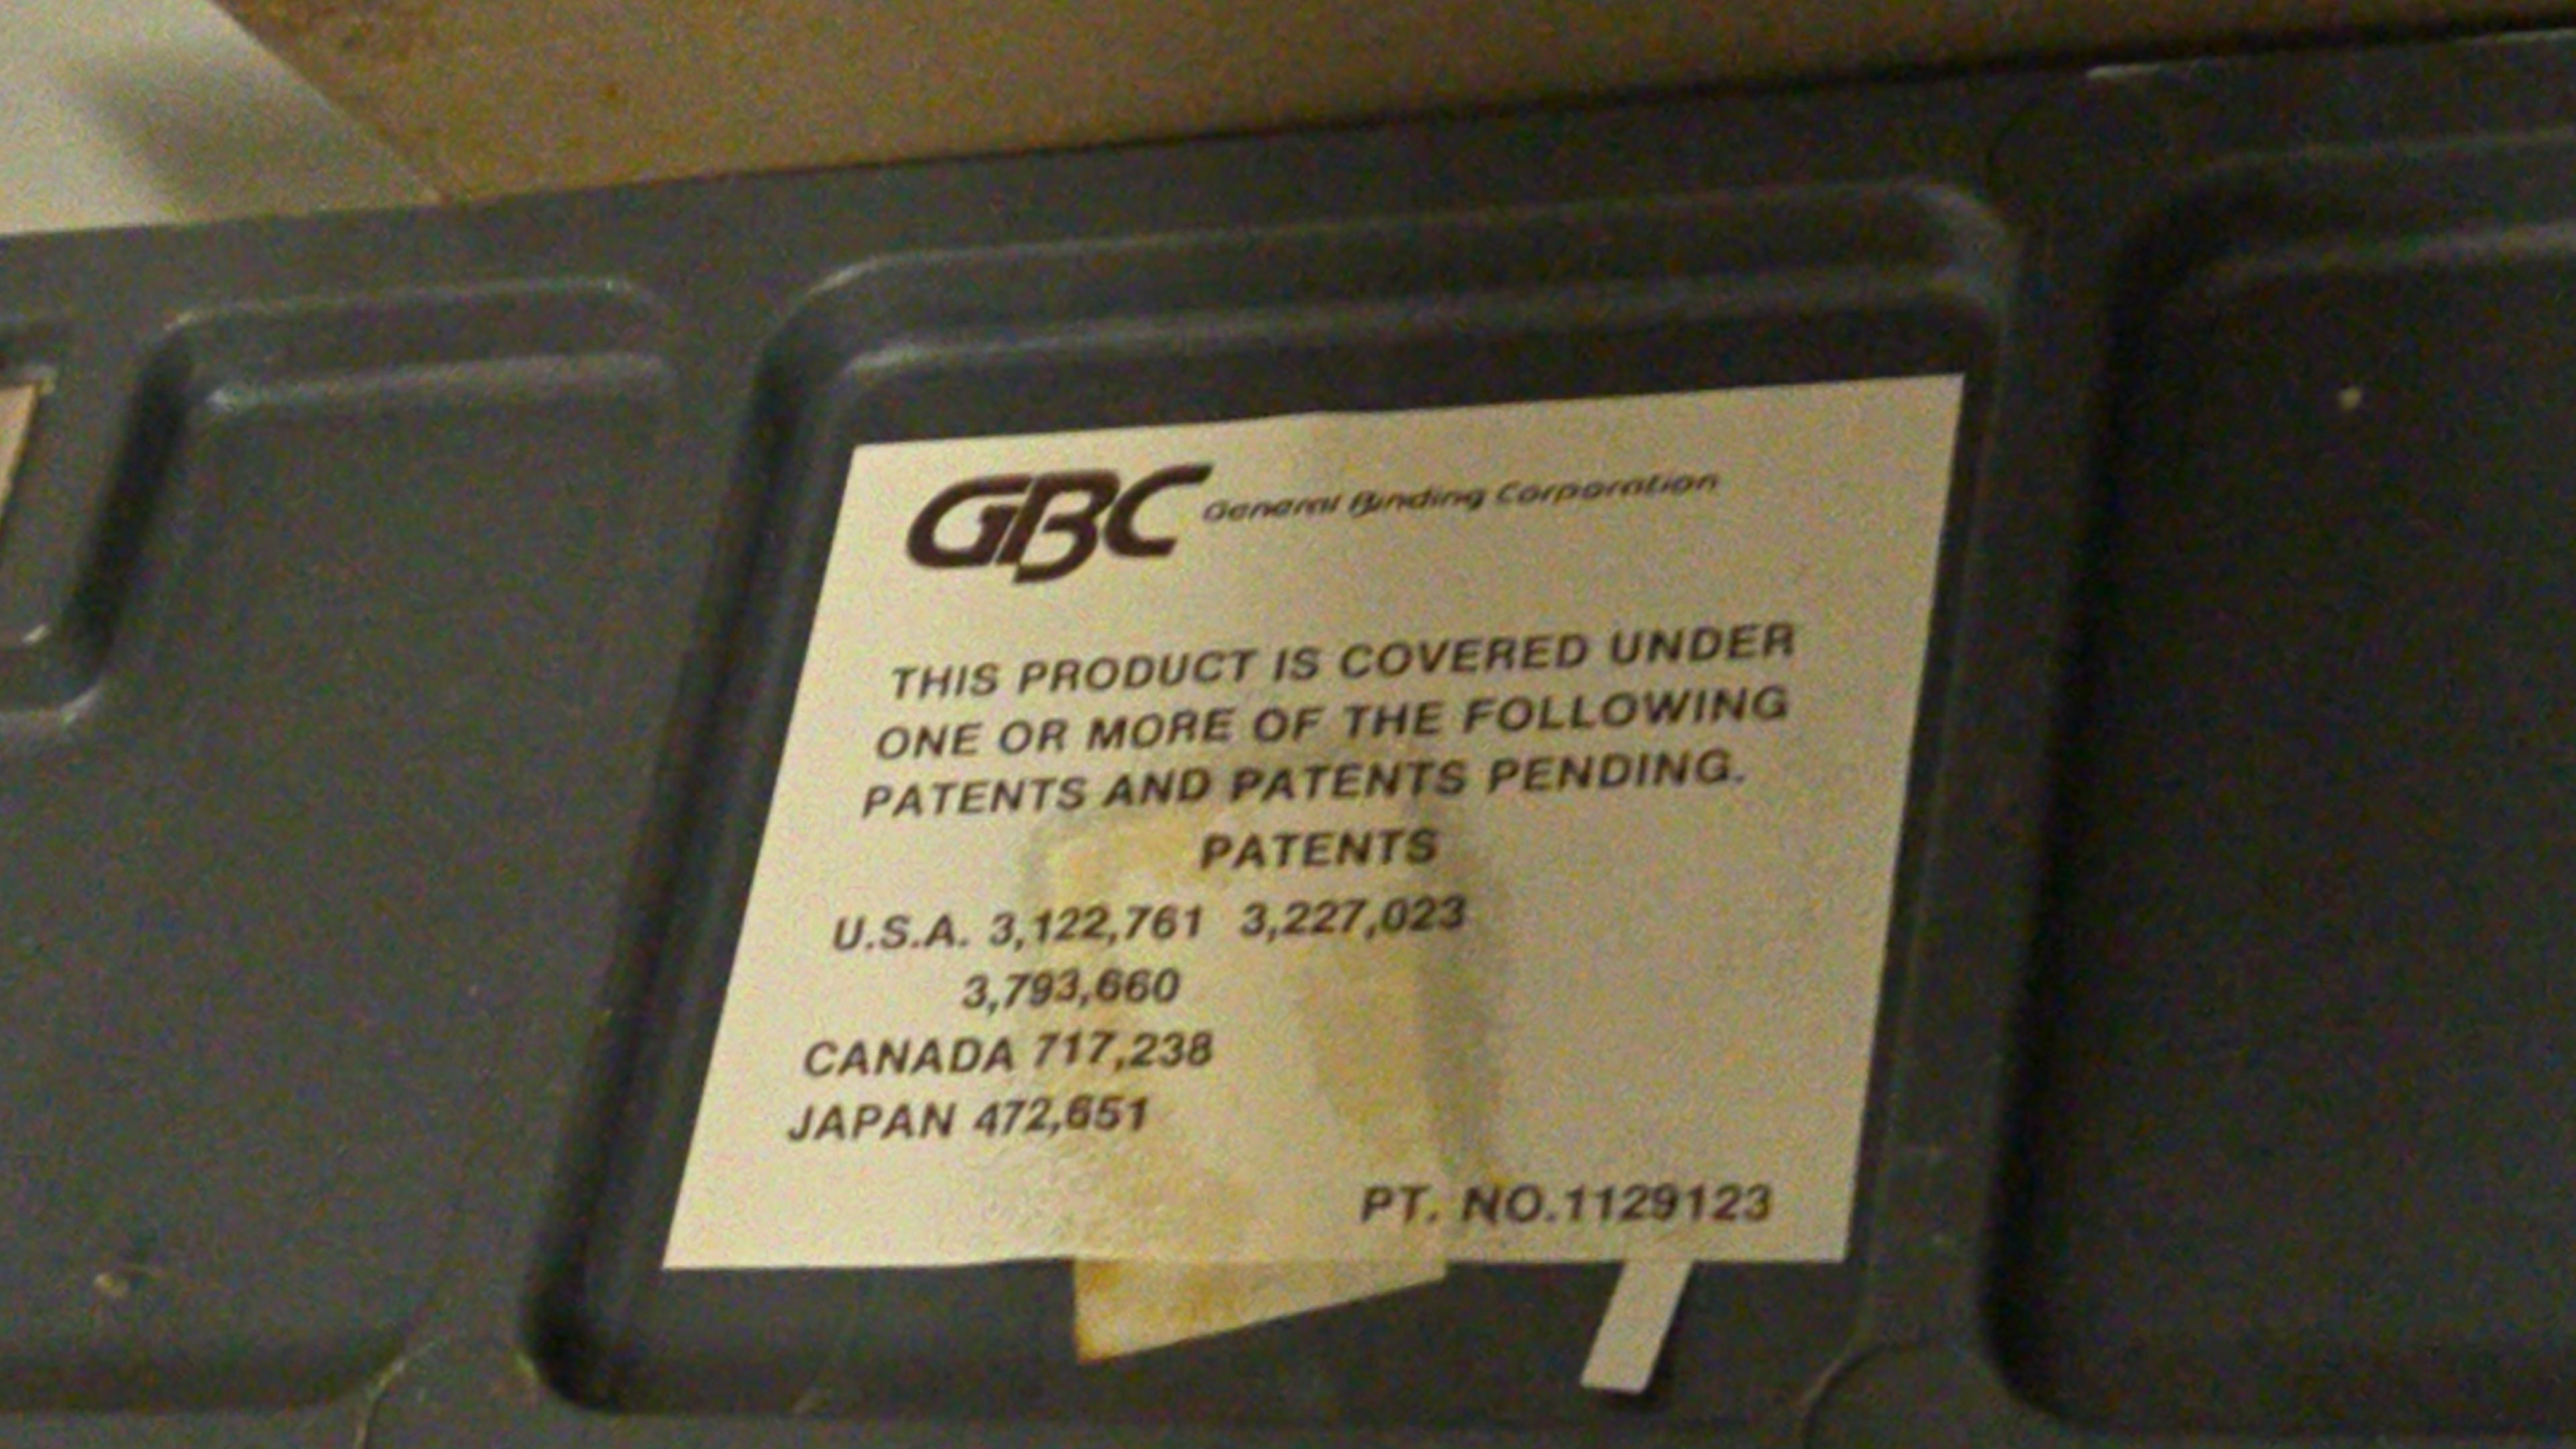 GBC General Binding Corporation
THIS PRODUCT IS COVERED UNDER
ONE OR MORE OF THE FOLLOWING
PATENTS AND PATENTS PENDING.
PATENTS
U.S.A. 3,122,761 3,227,023
3,793,660
CANADA 717,238
JAPAN 472,651
PT. NO.1129123